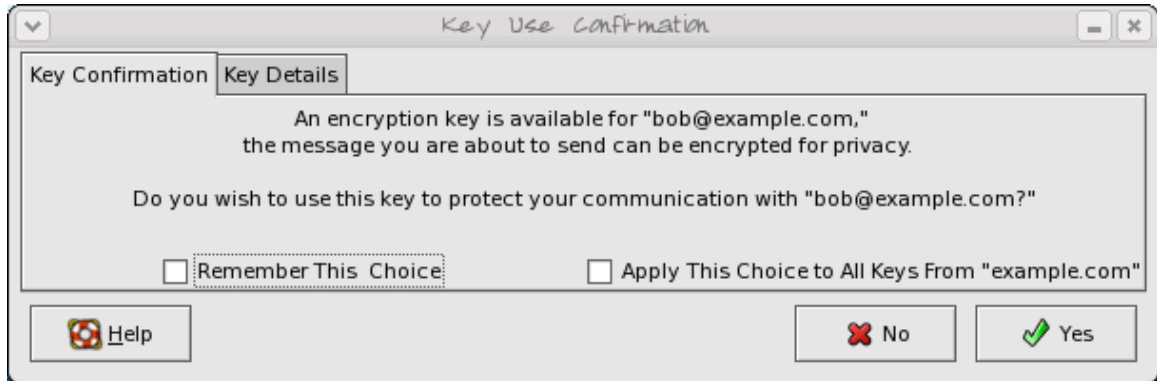 Key Use Confirmation
Key Confirmation Key Details
An encryption key is available for "bob@example.com,"
the message you are about to send can be encrypted for privacy.
Do you wish to use this key to protect your communication with "bob@example.com?"
Remember This Choice Apply This Choice to All Keys From "example.com"
Help No Yes